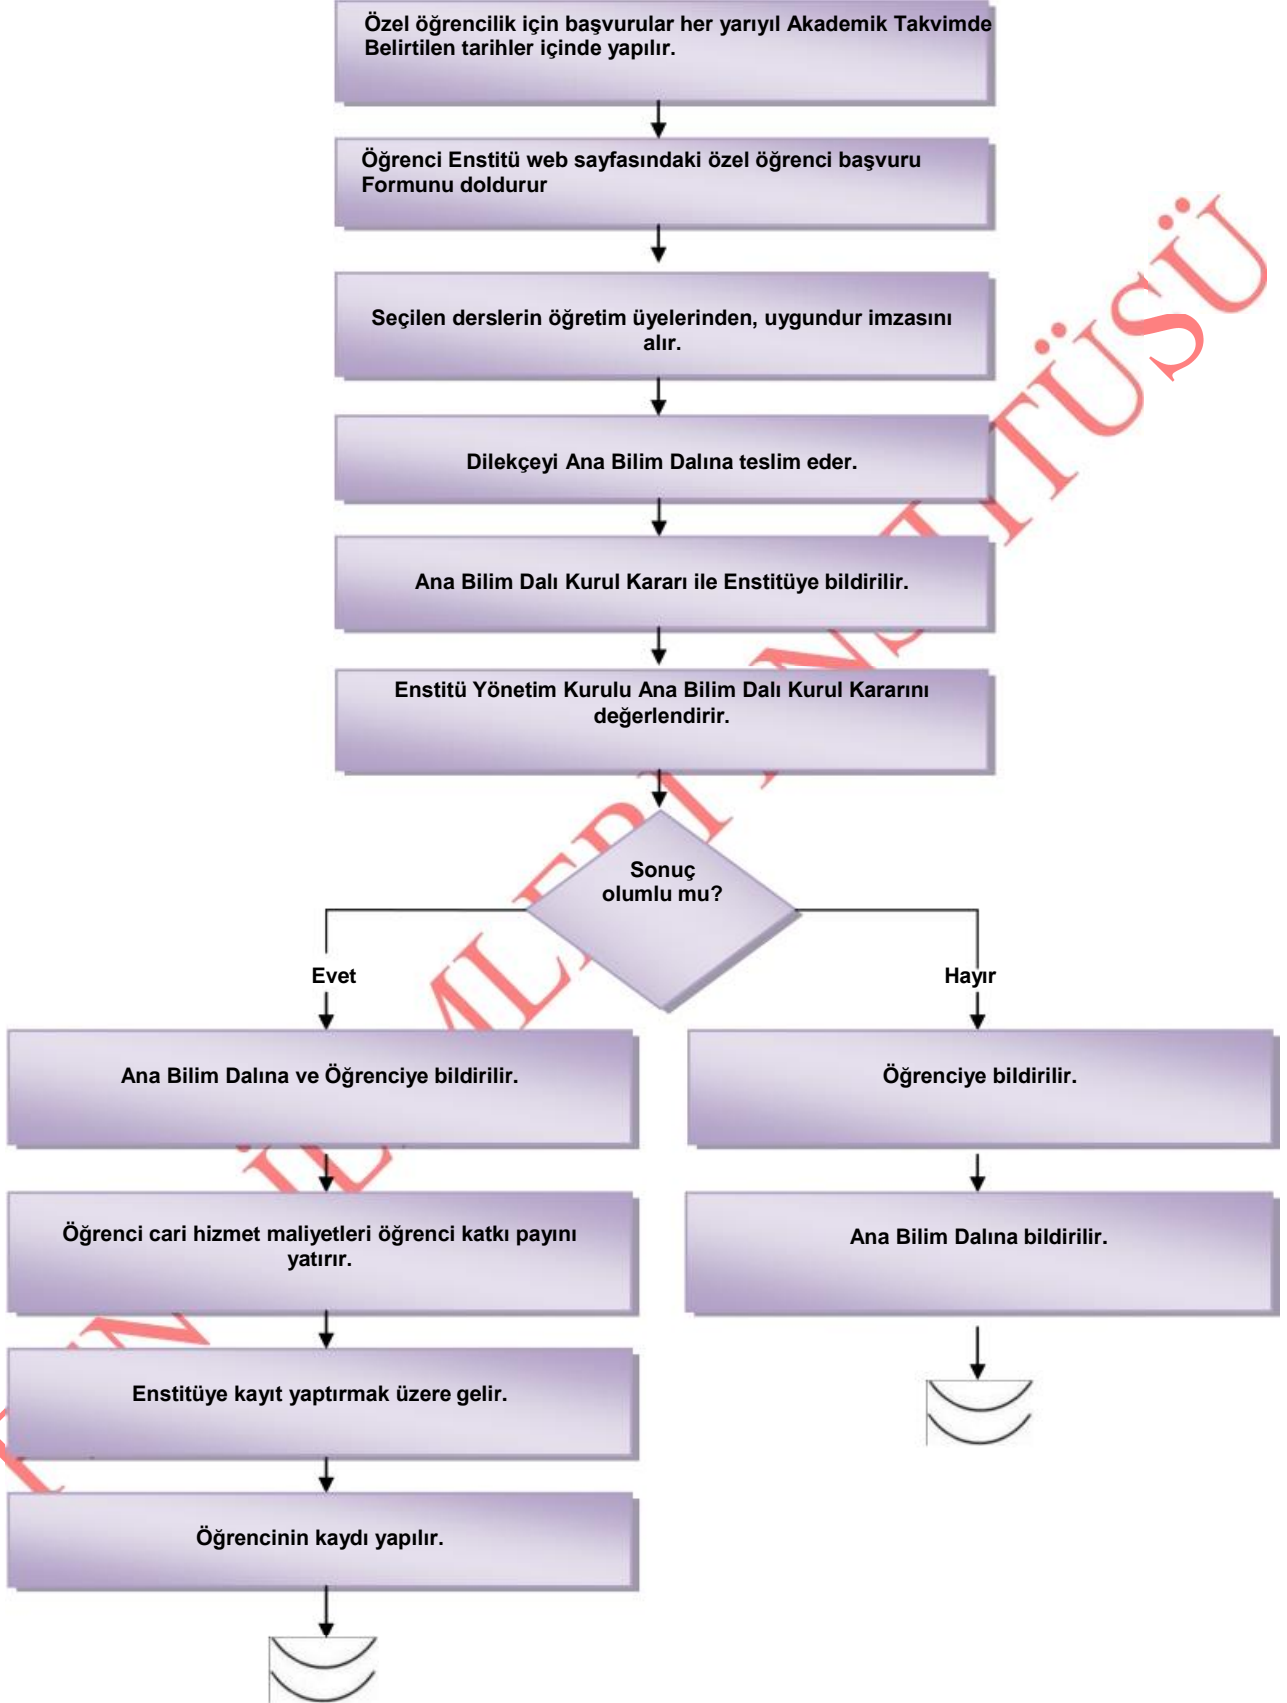 Özel öğrencilik için başvurular her yarıyıl Akademik Takvimde
Belirtilen tarihler içinde yapılır.
Öğrenci Enstitü web sayfasındaki özel öğrenci başvuru
Formunu doldurur
Seçilen derslerin öğretim üyelerinden, uygundur imzasını
alır.
Dilekçeyi Ana Bilim Dalına teslim eder.
Ana Bilim Dalı Kurul Kararı ile Enstitüye bildirilir.
Enstitü Yönetim Kurulu Ana Bilim Dalı Kurul Kararını
değerlendirir.
Sonuç
olumlu mu?
Evet
Hayır
Ana Bilim Dalına ve Öğrenciye bildirilir.
Öğrenciye bildirilir.
Öğrenci cari hizmet maliyetleri öğrenci katkı payını
yatırır.
Ana Bilim Dalına bildirilir.
Enstitüye kayıt yaptırmak üzere gelir.
Öğrencinin kaydı yapılır.